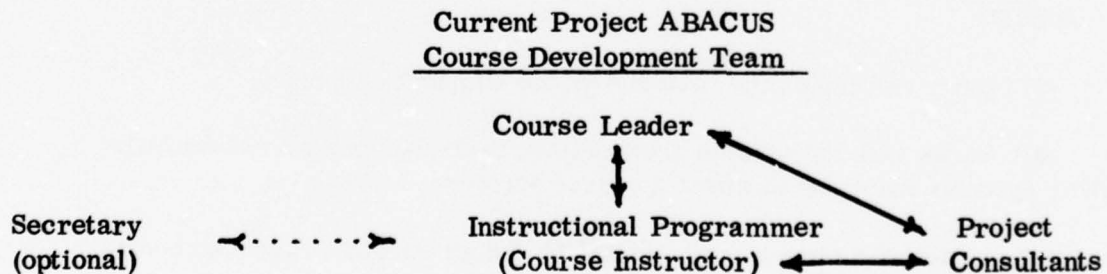 Current Project ABACUS
Course Development Team
Course Leader
Secretary Instructional Programmer Project
(optional) (Course Instructor) Consultants